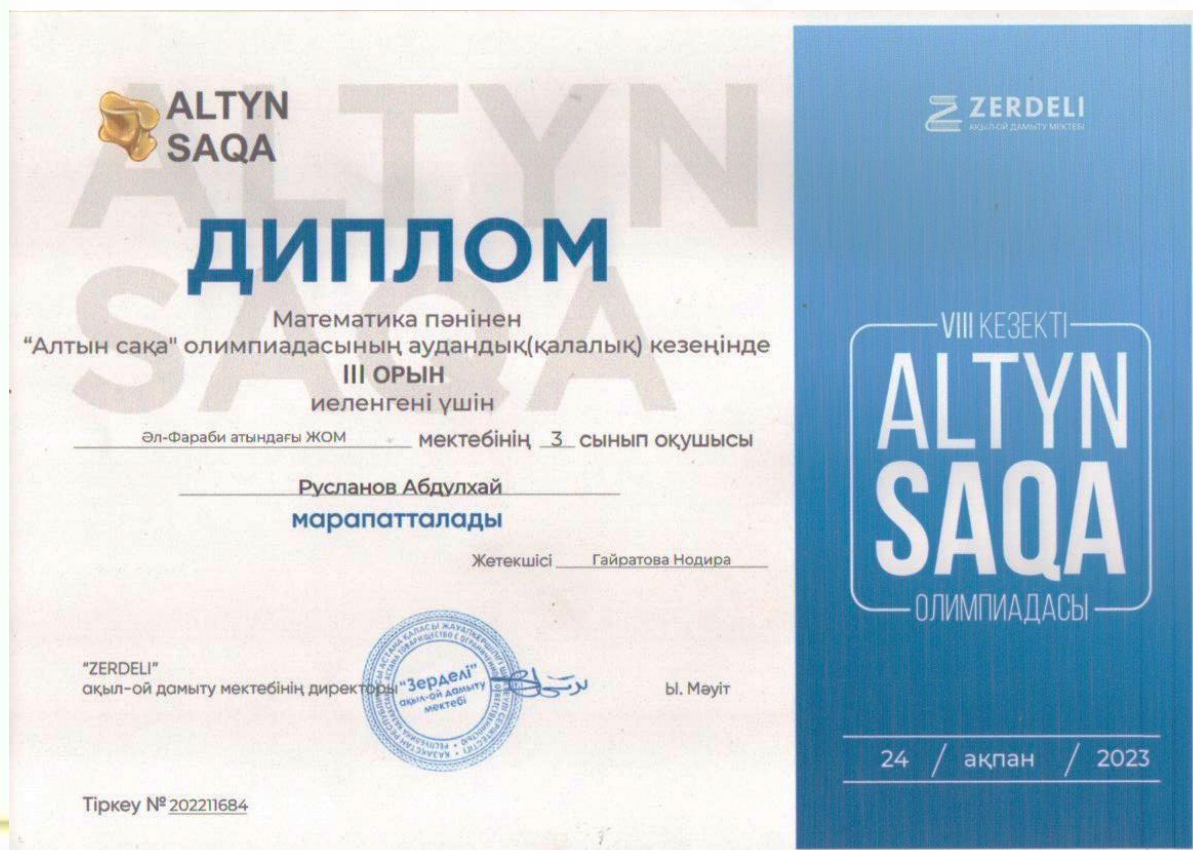 ALTYN
SAQA
ДИПЛОМ
Математика пәнінен
“Алтын сақа" олимпиадасының аудандық(қалалық) кезеңінде
III ОРЫН
иеленгені үшін
Әл-Фараби атындағы ЖОМ мектебінің 3 сынып оқушысы
Русланов Абдулхай
марапатталады
Жетекшісі Гайратова Нодира
"ZERDELI"
ақыл-ой дамыту мектебінің директоры
"Зерделі"
ақыл-ой дамыту
мектебі
Ы. Мәуіт
Тіркеу № 202211684
ZERDELI
АҚЫЛ-ОЙ ДАМЫТУ МЕКТЕБІ
VIII КЕЗЕКТІ
ALTYN
SAQA
ОЛИМПИАДАСЫ
24 / ақпан / 2023
ALTYN
SAQA